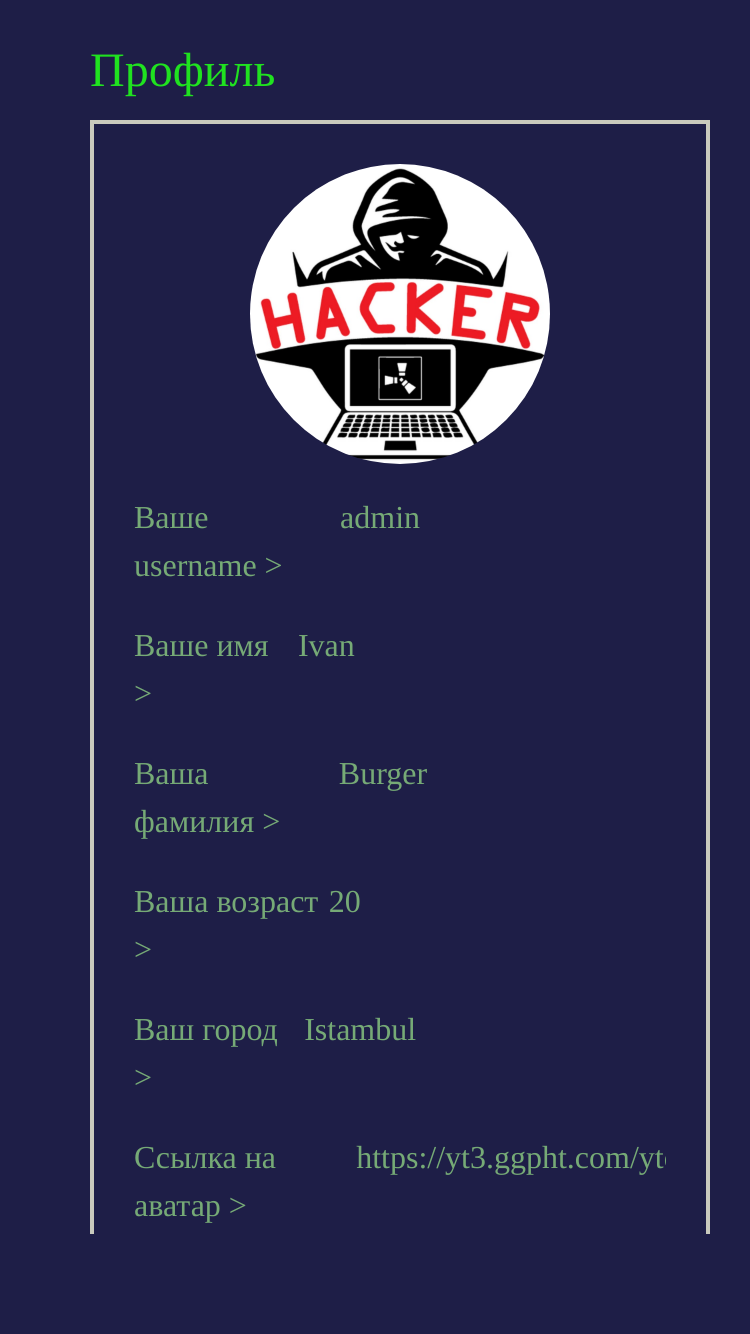 Профиль
HACKER
Ваше admin
username >
Ваше имя Ivan
>
Ваша Burger
фамилия >
Ваша возраст 20
>
Ваш город Istambul
>
Ссылка на https://yt3.ggpht.com/yt
аватар >